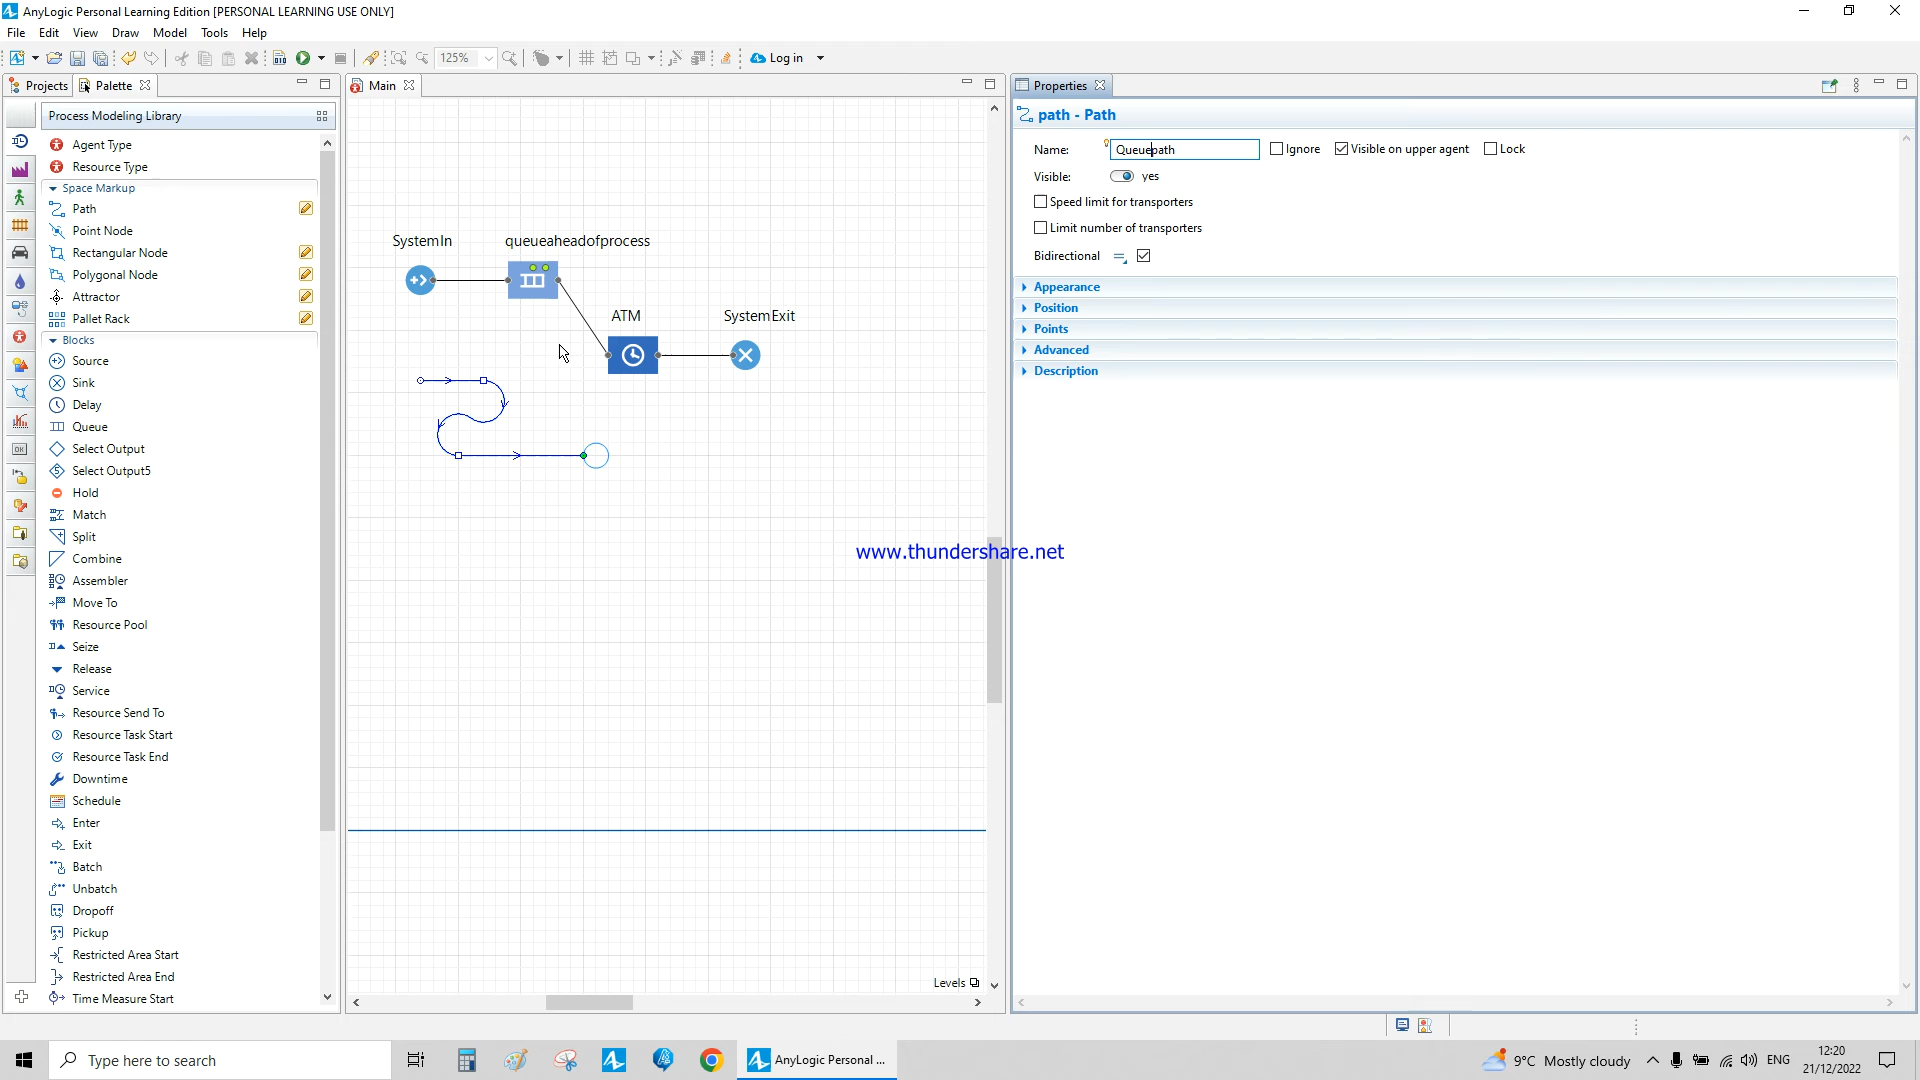 AnyLogic Personal Learning Edition [PERSONAL LEARNING USE ONLY]
File Edit View Draw Model Tools Help
125% Log in
Projects Palette
Process Modeling Library
Agent Type
Resource Type
Space Markup
Path
Point Node
Rectangular Node
Polygonal Node
Attractor
Pallet Rack
Blocks
Source
Sink
Delay
Queue
Select Output
Select Output5
Hold
Match
Split
Combine
Assembler
Move To
Resource Pool
Seize
Release
Service
Resource Send To
Resource Task Start
Resource Task End
Downtime
Schedule
Enter
Exit
Batch
Unbatch
Dropoff
Pickup
Restricted Area Start
Restricted Area End
Time Measure Start
Main
SystemIn queueaheadofprocess
ATM SystemExit
Levels
www.thundershare.net
Properties
path - Path
Name: Queuepath Ignore Visible on upper agent Lock
Visible: yes
Speed limit for transporters
Limit number of transporters
Bidirectional
Appearance
Position
Points
Advanced
Description
Type here to search
AnyLogic Personal ...
9°C Mostly cloudy
ENG
12:20
21/12/2022